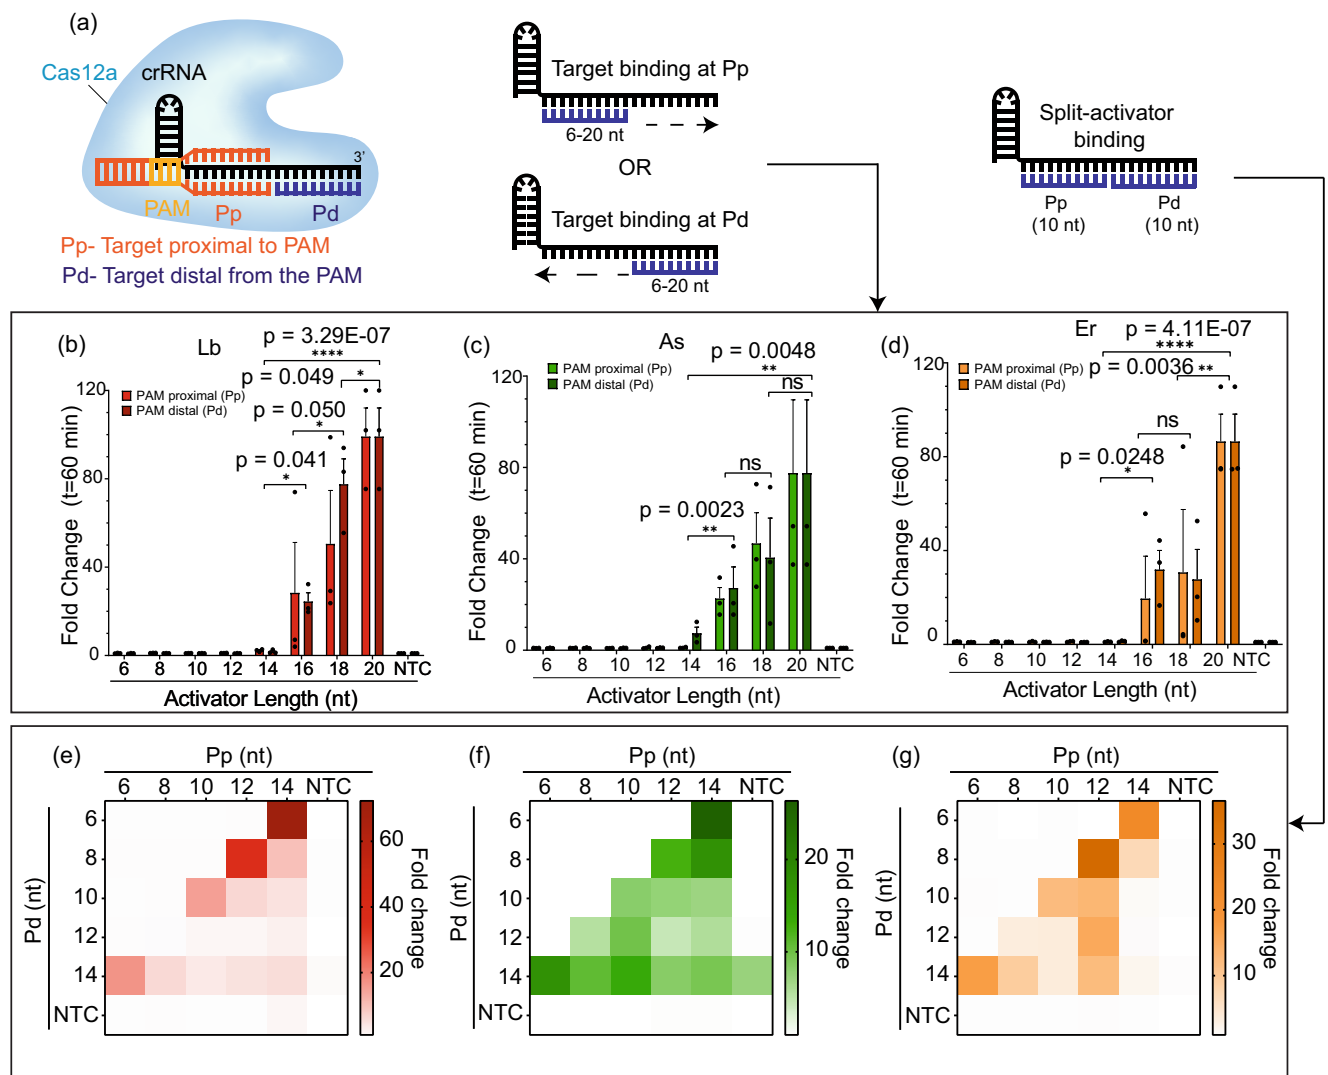 (a)
Cas12a
crRNA
3'
PAM
Pp
Pd
Pp- Target proximal to PAM
Pd- Target distal from the PAM
Target binding at Pp
6-20 nt
OR
Target binding at Pd
6-20 nt
Split-activator
binding
Pp
(10 nt)
Pd
(10 nt)
(b)
Lb
p = 3.29E-07
****
p = 0.049
*
PAM proximal (Pp)
PAM distal (Pd)
p = 0.050
*
p = 0.041
*
Fold Change (t=60 min)
120
80
40
0
6 8 10 12 14 16 18 20 NTC
Activator Length (nt)
(c)
As
p = 0.0048
**
PAM proximal (Pp)
PAM distal (Pd)
ns
ns
p = 0.0023
**
Fold Change (t=60 min)
120
80
40
0
6 8 10 12 14 16 18 20 NTC
Activator Length (nt)
(d)
Er
p = 4.11E-07
****
p = 0.0036
**
PAM proximal (Pp)
PAM distal (Pd)
ns
p = 0.0248
*
Fold Change (t=60 min)
120
80
40
0
6 8 10 12 14 16 18 20 NTC
Activator Length (nt)
(e)
Pp (nt)
6 8 10 12 14 NTC
Pd (nt)
6
8
10
12
14
NTC
60
40
20
Fold change
(f)
Pp (nt)
6 8 10 12 14 NTC
Pd (nt)
6
8
10
12
14
NTC
20
10
Fold change
(g)
Pp (nt)
6 8 10 12 14 NTC
Pd (nt)
6
8
10
12
14
NTC
30
20
10
Fold change